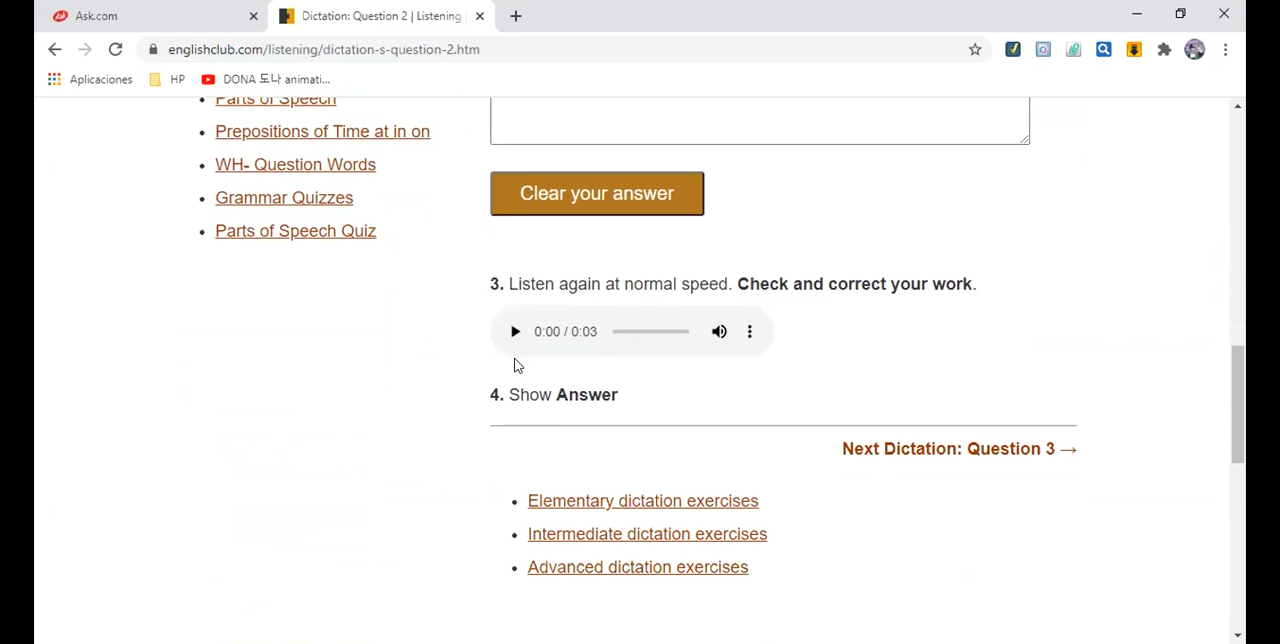 Ask.com
Dictation: Question 2 | Listening
englishclub.com/listening/dictation-s-question-2.htm
Aplicaciones
HP
DONA 도나 animati...
Parts of Speech
Prepositions of Time at in on
WH- Question Words
Grammar Quizzes
Parts of Speech Quiz
Clear your answer
3. Listen again at normal speed. Check and correct your work.
0:00 / 0:03
4. Show Answer
Next Dictation: Question 3 →
Elementary dictation exercises
Intermediate dictation exercises
Advanced dictation exercises